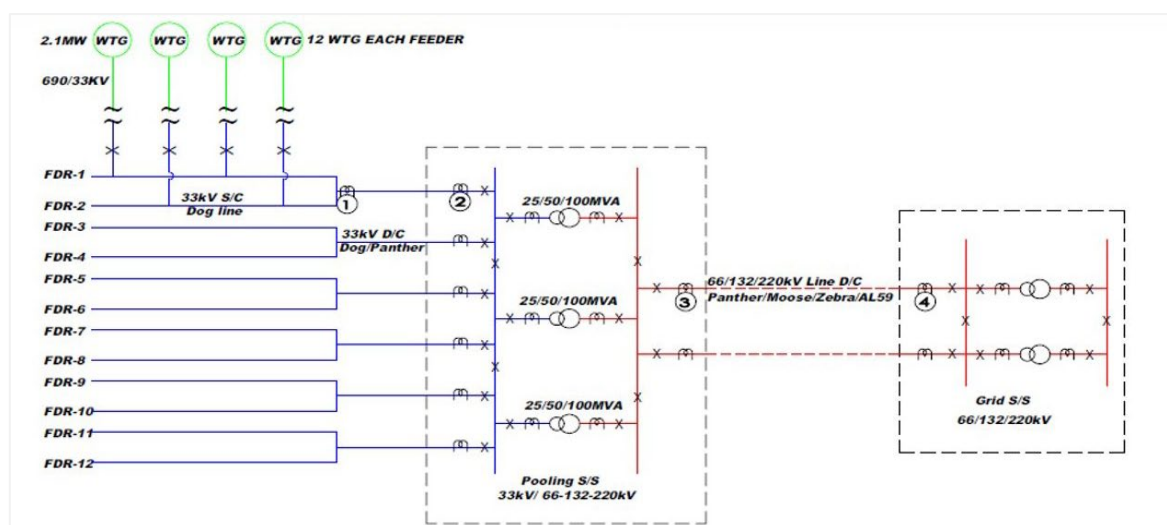 2.1MW WTG WTG WTG WTG 12 WTG EACH FEEDER
690/33KV
FDR-1
33kV S/C
Dog line
FDR-2
1
2
25/50/100MVA
FDR-3
33kV D/C
Dog/Panther
FDR-4
FDR-5
66/132/220kV Line D/C
Panther/Moose/Zebra/AL59
3
4
FDR-6
25/50/100MVA
FDR-7
FDR-8
FDR-9
25/50/100MVA
FDR-10
Grid S/S
66/132/220kV
FDR-11
FDR-12
Pooling S/S
33kV/ 66-132-220kV